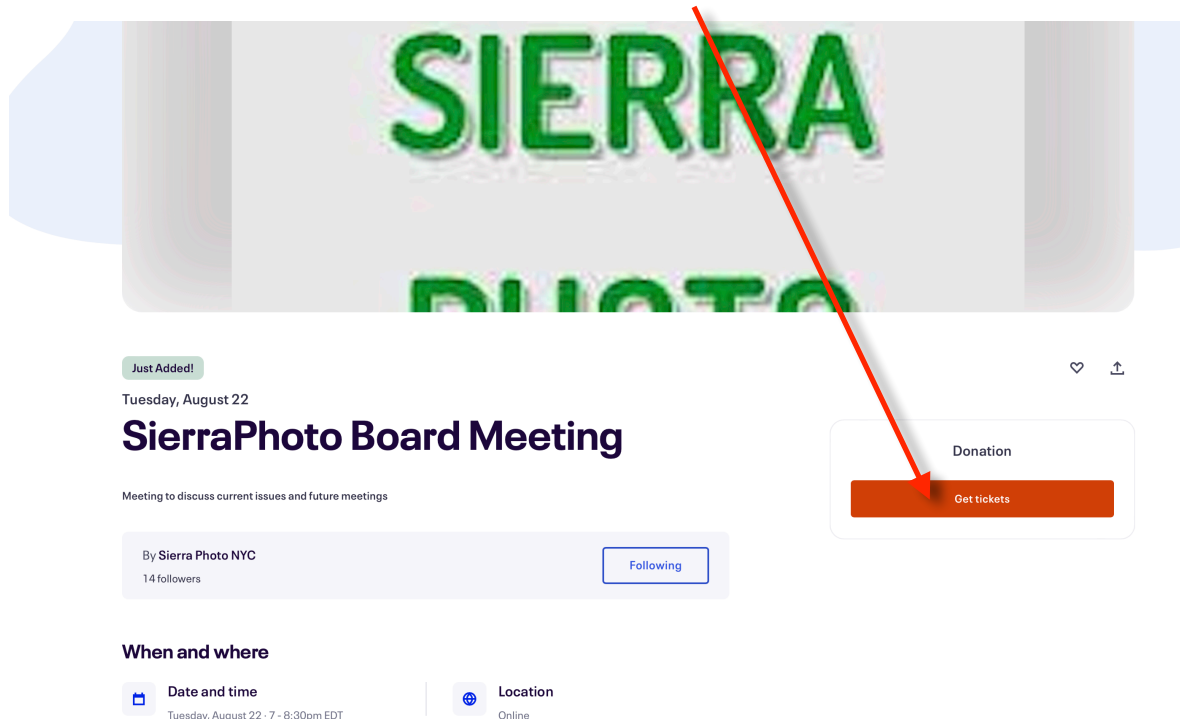 SIERRA
PHOTO
Just Added!
Tuesday, August 22
SierraPhoto Board Meeting
Donation
Get tickets
Meeting to discuss current issues and future meetings
By Sierra Photo NYC
14 followers
Following
When and where
Date and time
Tuesday, August 22 · 7 - 8:30pm EDT
Location
Online